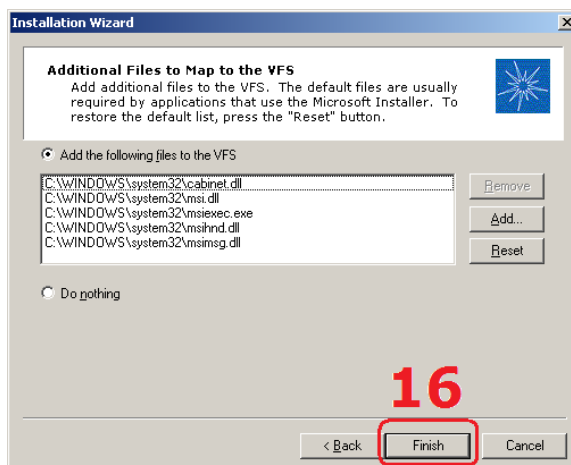 Installation Wizard
Additional Files to Map to the VFS
Add additional files to the VFS. The default files are usually
required by applications that use the Microsoft Installer. To
restore the default list, press the "Reset" button.
Add the following files to the VFS
C:\WINDOWS\system32\cabinet.dll
C:\WINDOWS\system32\msi.dll
C:\WINDOWS\system32\msiexec.exe
C:\WINDOWS\system32\msihnd.dll
C:\WINDOWS\system32\msimsg.dll
Remove
Add...
Reset
Do nothing
16
< Back
Finish
Cancel